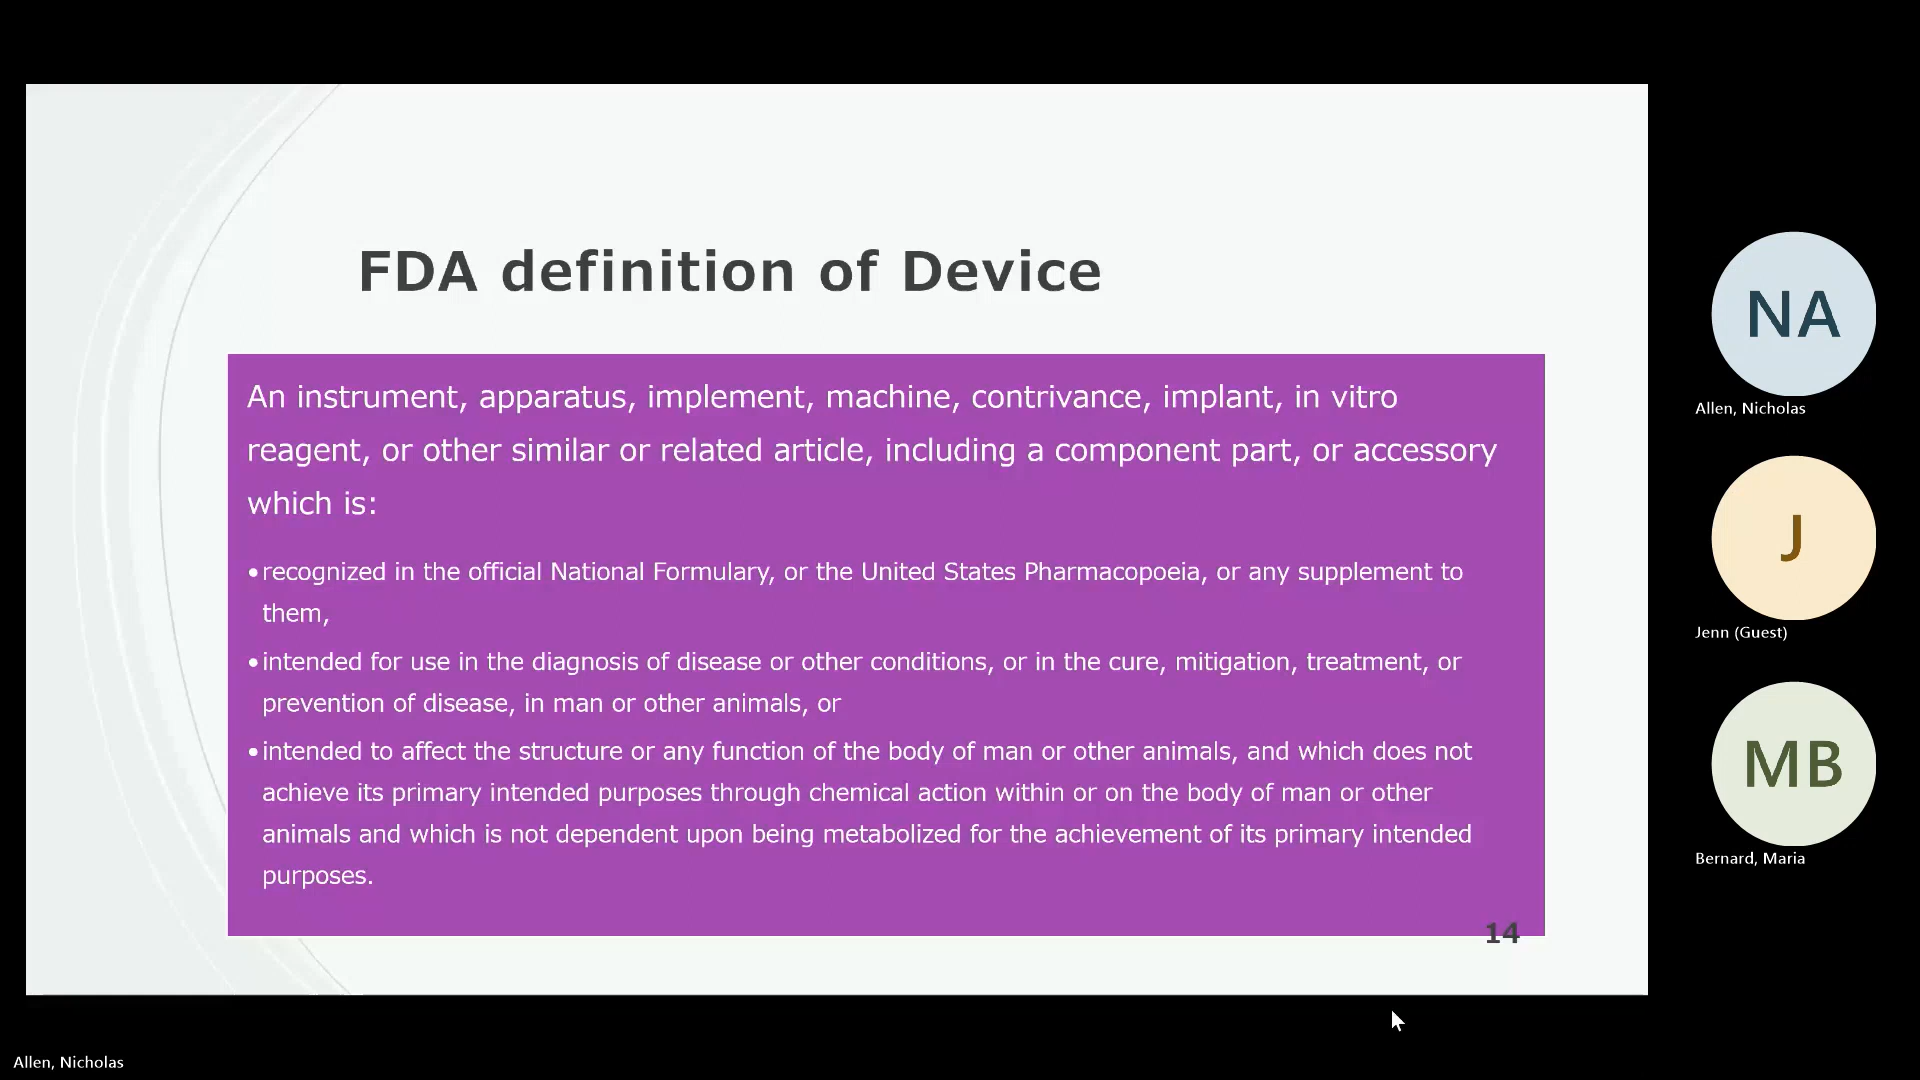 FDA definition of Device
An instrument, apparatus, implement, machine, contrivance, implant, in vitro
reagent, or other similar or related article, including a component part, or accessory
which is:
•recognized in the official National Formulary, or the United States Pharmacopoeia, or any supplement to
them,
•intended for use in the diagnosis of disease or other conditions, or in the cure, mitigation, treatment, or
prevention of disease, in man or other animals, or
•intended to affect the structure or any function of the body of man or other animals, and which does not
achieve its primary intended purposes through chemical action within or on the body of man or other
animals and which is not dependent upon being metabolized for the achievement of its primary intended
purposes.
14
NA
Allen, Nicholas
J
Jenn (Guest)
MB
Bernard, Maria
Allen, Nicholas